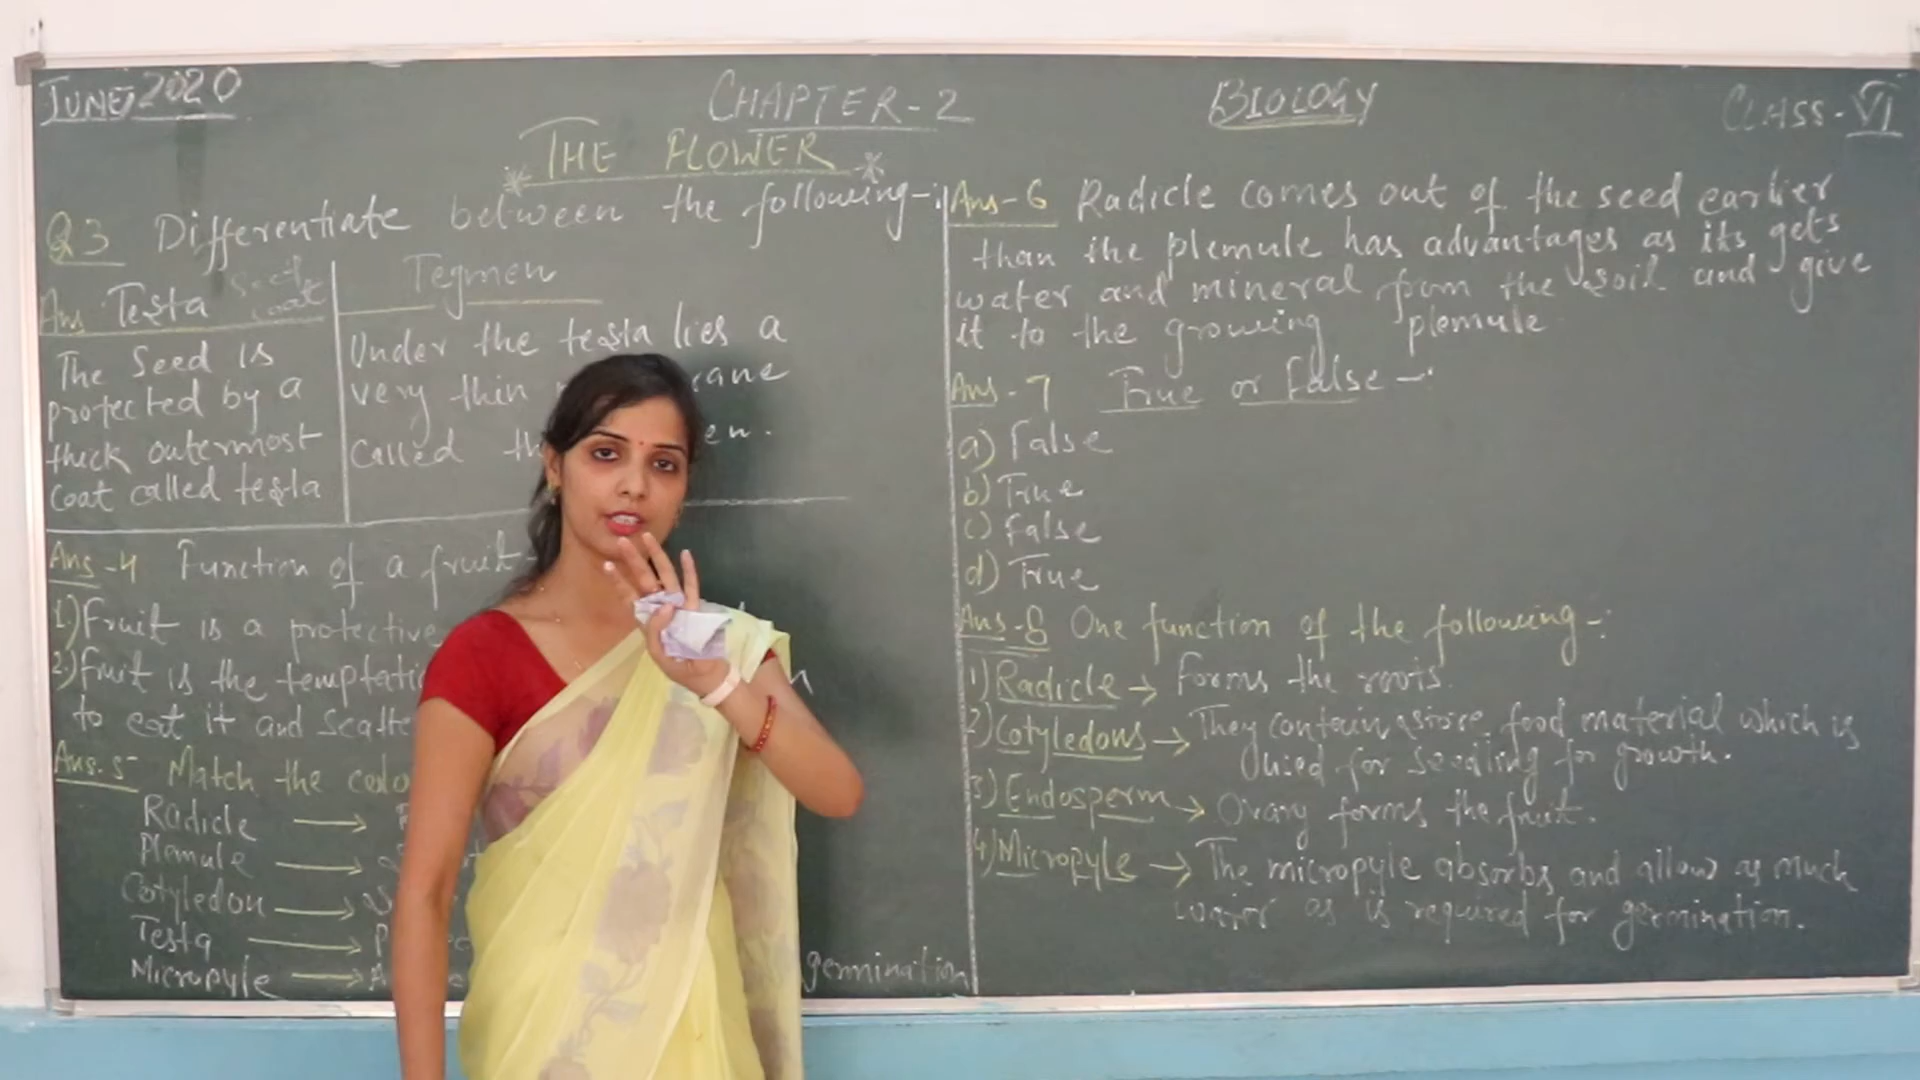 JUNE, 2020
CHAPTER-2
BIOLOGY
CLASS-VI
* THE FLOWER *
Q3 Differentiate between the following-:
Ans Testa Seed coat
Tegmen
The Seed is
protected by a
thick outermost
coat called testa
Under the testa lies a
very thin rane
Called th en.
Ans-4 Function of a fruit-
1.) Fruit is a protective
2.) Fruit is the temptati
to eat it and scatte
Ans. 5 Match the colo
Radicle →
Plemule →
Cotyledon →
Testa →
Micropyle → A germination
Ans-6 Radicle comes out of the seed earlier
than the plemule has advantages as its gets
water and mineral from the soil and give
it to the growing plemule
Ans-7 True or False-:
a) False
b) True
c) False
d) True
Ans-8 One function of the following-:
1) Radicle → Forms the roots.
2) Cotyledons → They contain store food material which is
for seedling for growth.
3) Endosperm → Ovary forms the fruit.
4) Micropyle → The micropyle absorbs and allow as much
water as is required for germination.